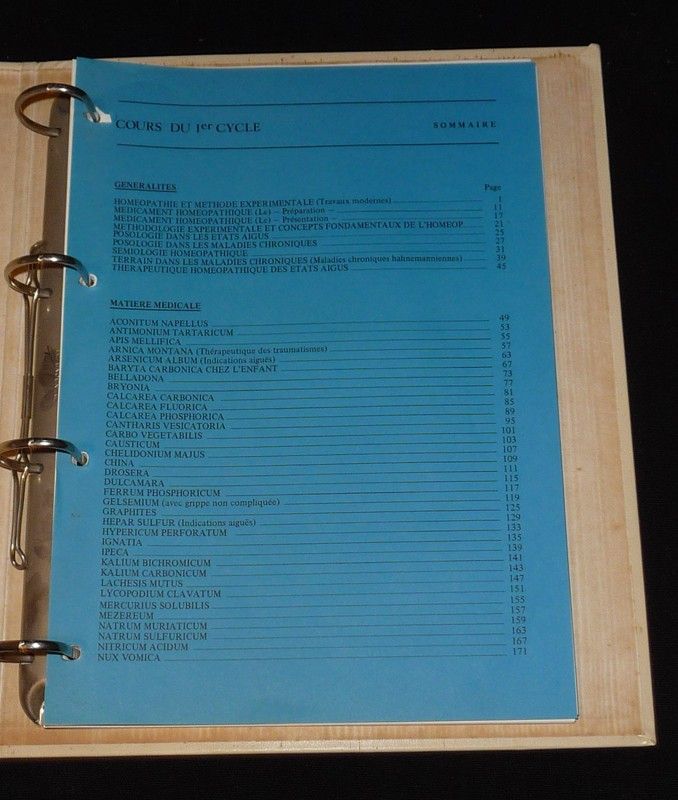 COURS DU 1er CYCLE SOMMAIRE
GENERALITES Page
HOMEOPATHIE ET METHODE EXPERIMENTALE (Travaux modernes) 1
MEDICAMENT HOMEOPATHIQUE (Le) – Préparation – 11
MEDICAMENT HOMEOPATHIQUE (Le) – Présentation – 17
METHODOLOGIE EXPERIMENTALE ET CONCEPTS FONDAMENTAUX DE L'HOMEOP. 21
POSOLOGIE DANS LES ETATS AIGUS 25
POSOLOGIE DANS LES MALADIES CHRONIQUES 27
SEMIOLOGIE HOMEOPATHIQUE 31
TERRAIN DANS LES MALADIES CHRONIQUES (Maladies chroniques hahnemanniennes) 39
THERAPEUTIQUE HOMEOPATHIQUE DES ETATS AIGUS 45
MATIERE MEDICALE
ACONITUM NAPELLUS 49
ANTIMONIUM TARTARICUM 53
APIS MELLIFICA 55
ARNICA MONTANA (Thérapeutique des traumatismes) 57
ARSENICUM ALBUM (Indications aiguës) 63
BARYTA CARBONICA CHEZ L'ENFANT 67
BELLADONA 73
BRYONIA 77
CALCAREA CARBONICA 81
CALCAREA FLUORICA 85
CALCAREA PHOSPHORICA 89
CANTHARIS VESICATORIA 95
CARBO VEGETABILIS 101
CAUSTICUM 103
CHELIDONIUM MAJUS 107
CHINA 109
DROSERA 111
DULCAMARA 115
FERRUM PHOSPHORICUM 117
GELSEMIUM (avec grippe non compliquée) 119
GRAPHITES 125
HEPAR SULFUR (Indications aiguës) 129
HYPERICUM PERFORATUM 133
IGNATIA 135
IPECA 139
KALIUM BICHROMICUM 141
KALIUM CARBONICUM 143
LACHESIS MUTUS 147
LYCOPODIUM CLAVATUM 151
MERCURIUS SOLUBILIS 155
MEZEREUM 157
NATRUM MURIATICUM 159
NATRUM SULFURICUM 163
NITRICUM ACIDUM 167
NUX VOMICA 171